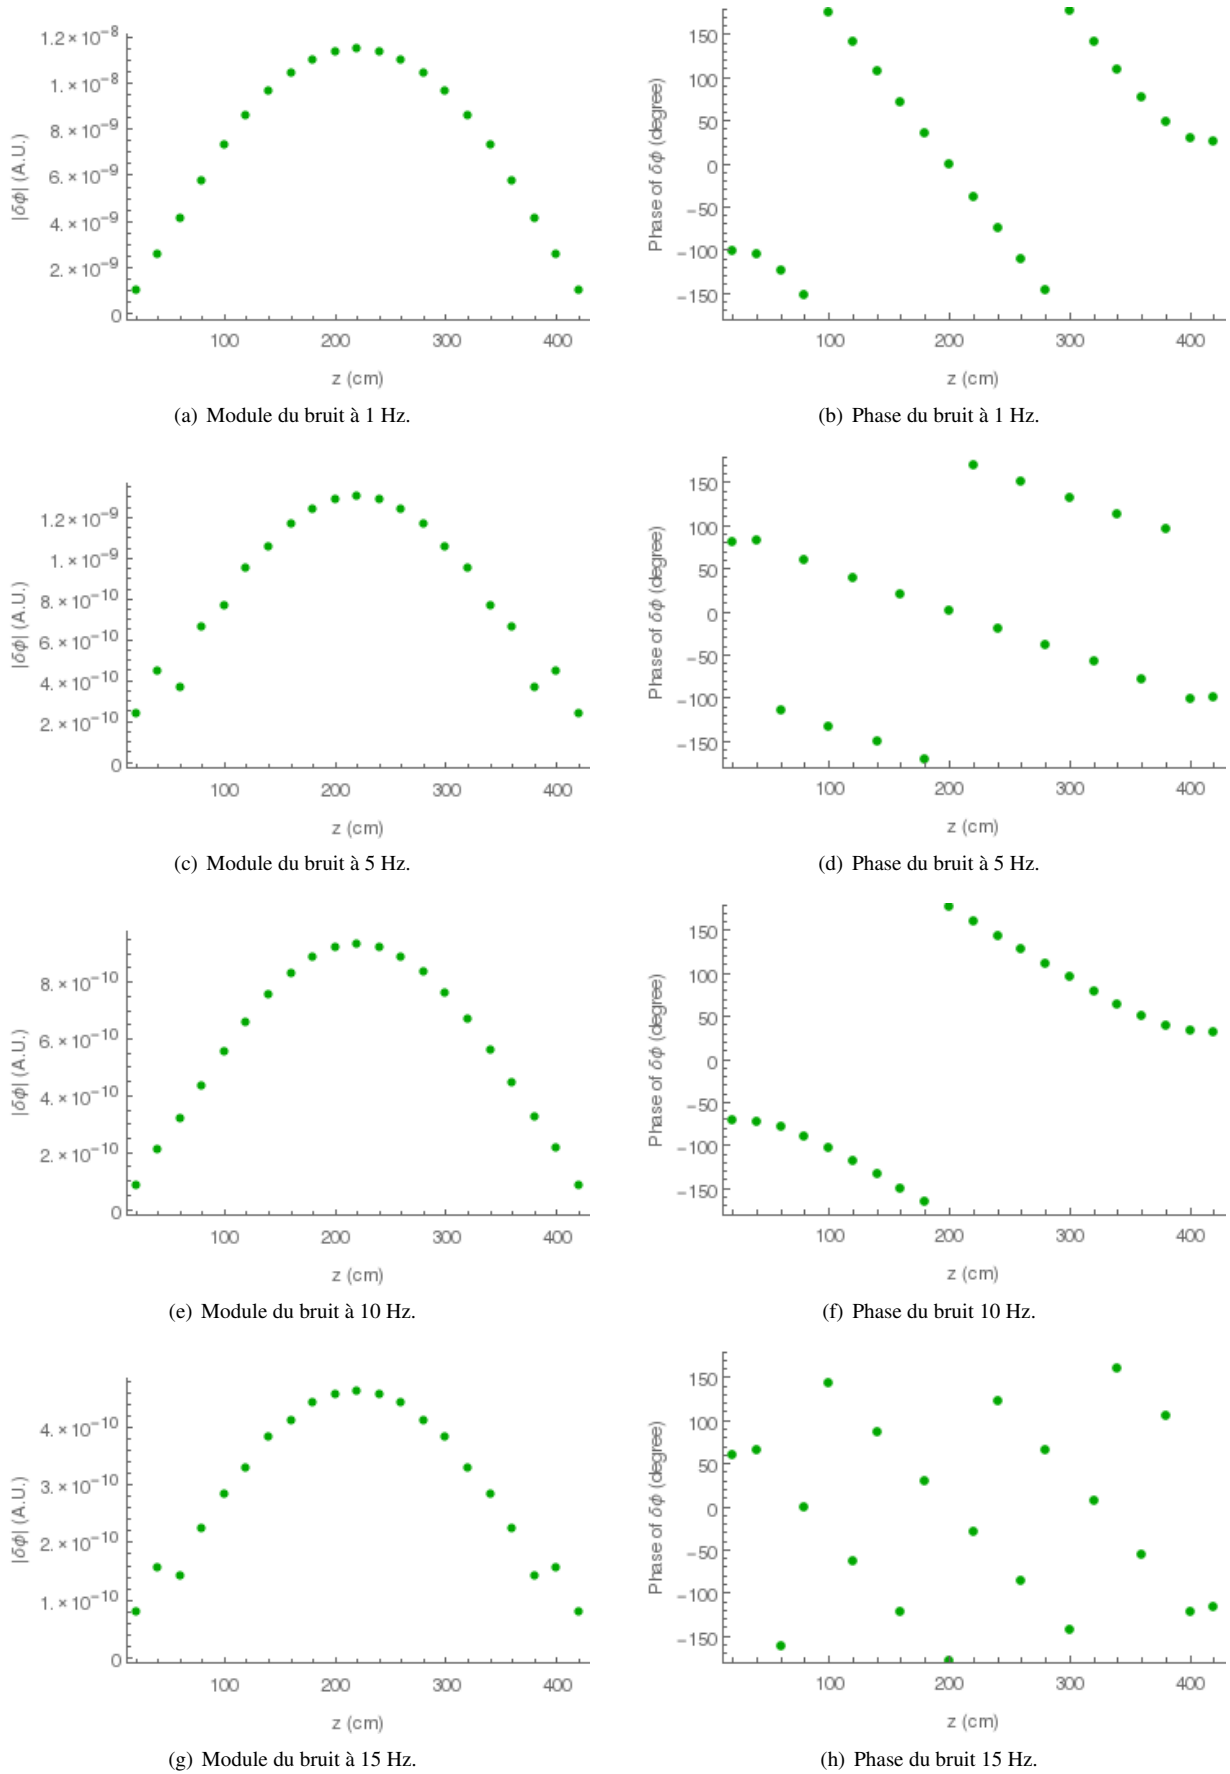 1.2×10⁻⁸
1.×10⁻⁸
8.×10⁻⁹
6.×10⁻⁹
4.×10⁻⁹
2.×10⁻⁹
0
|δϕ| (A.U.)
100 200 300 400
z (cm)
(a) Module du bruit à 1 Hz.
150
100
50
0
−50
−100
−150
Phase of δϕ (degree)
100 200 300 400
z (cm)
(b) Phase du bruit à 1 Hz.
1.2×10⁻⁹
1.×10⁻⁹
8.×10⁻¹⁰
6.×10⁻¹⁰
4.×10⁻¹⁰
2.×10⁻¹⁰
0
|δϕ| (A.U.)
100 200 300 400
z (cm)
(c) Module du bruit à 5 Hz.
150
100
50
0
−50
−100
−150
Phase of δϕ (degree)
100 200 300 400
z (cm)
(d) Phase du bruit à 5 Hz.
8.×10⁻¹⁰
6.×10⁻¹⁰
4.×10⁻¹⁰
2.×10⁻¹⁰
0
|δϕ| (A.U.)
100 200 300 400
z (cm)
(e) Module du bruit à 10 Hz.
150
100
50
0
−50
−100
−150
Phase of δϕ (degree)
100 200 300 400
z (cm)
(f) Phase du bruit 10 Hz.
4.×10⁻¹⁰
3.×10⁻¹⁰
2.×10⁻¹⁰
1.×10⁻¹⁰
0
|δϕ| (A.U.)
100 200 300 400
z (cm)
(g) Module du bruit à 15 Hz.
150
100
50
0
−50
−100
−150
Phase of δϕ (degree)
100 200 300 400
z (cm)
(h) Phase du bruit 15 Hz.